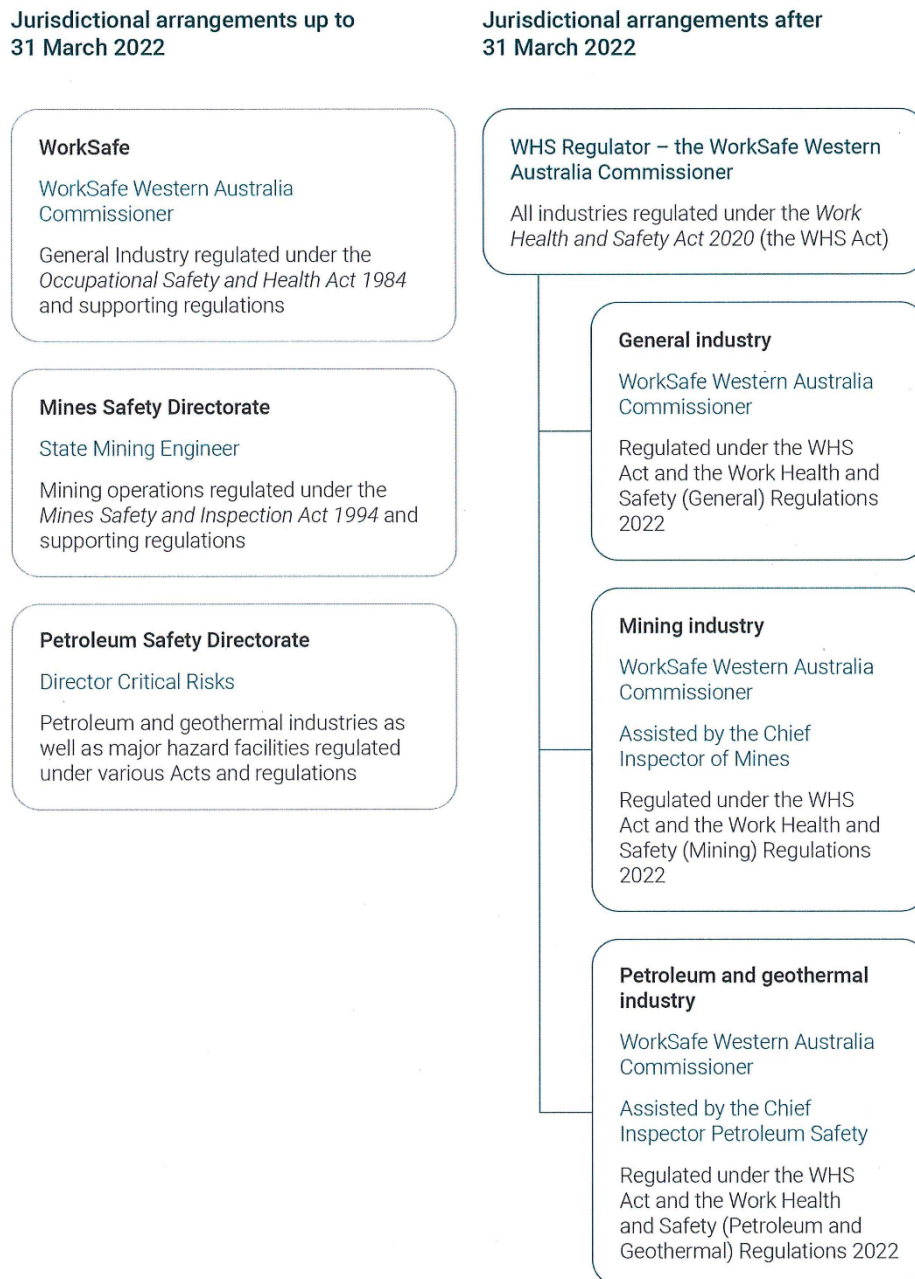 Jurisdictional arrangements up to
31 March 2022
WorkSafe
WorkSafe Western Australia
Commissioner
General Industry regulated under the
Occupational Safety and Health Act 1984
and supporting regulations
Mines Safety Directorate
State Mining Engineer
Mining operations regulated under the
Mines Safety and Inspection Act 1994 and
supporting regulations
Petroleum Safety Directorate
Director Critical Risks
Petroleum and geothermal industries as
well as major hazard facilities regulated
under various Acts and regulations
Jurisdictional arrangements after
31 March 2022
WHS Regulator – the WorkSafe Western
Australia Commissioner
All industries regulated under the Work
Health and Safety Act 2020 (the WHS Act)
General industry
WorkSafe Western Australia
Commissioner
Regulated under the WHS
Act and the Work Health and
Safety (General) Regulations
2022
Mining industry
WorkSafe Western Australia
Commissioner
Assisted by the Chief
Inspector of Mines
Regulated under the WHS
Act and the Work Health and
Safety (Mining) Regulations
2022
Petroleum and geothermal
industry
WorkSafe Western Australia
Commissioner
Assisted by the Chief
Inspector Petroleum Safety
Regulated under the WHS
Act and the Work Health
and Safety (Petroleum and
Geothermal) Regulations 2022